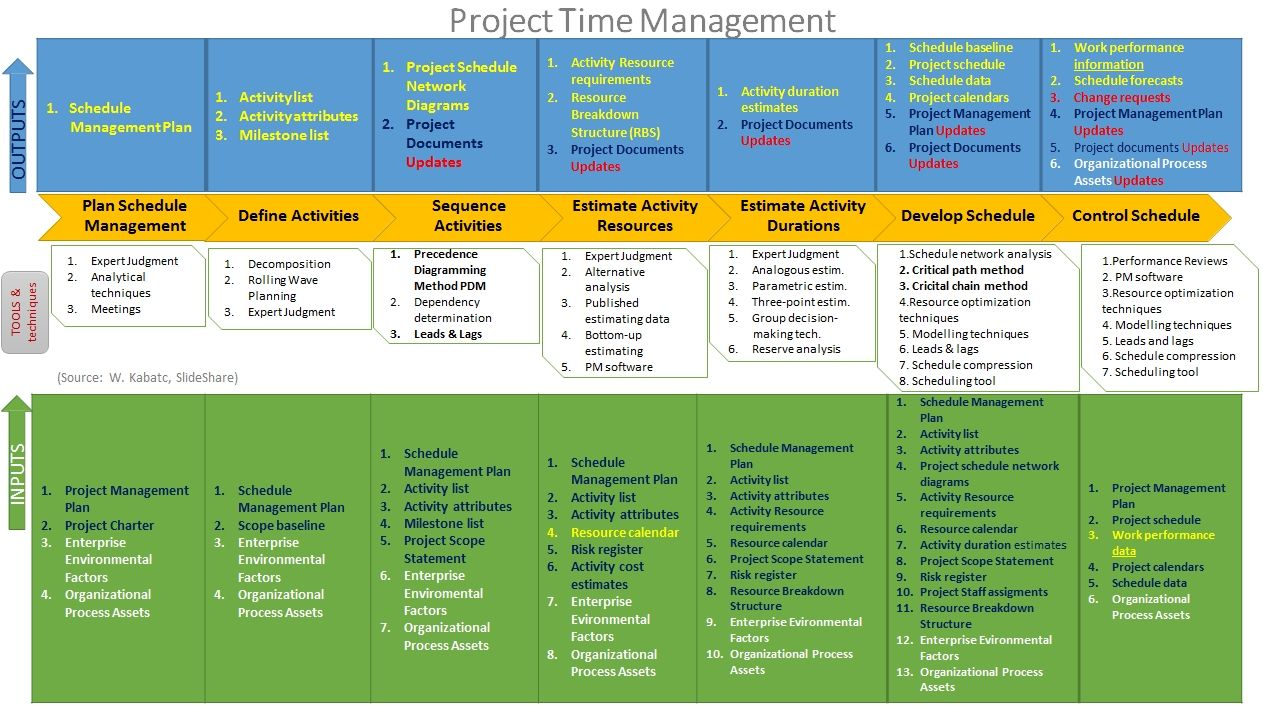 Project Time Management
OUTPUTS
1. Schedule
Management Plan
1. Activity list
2. Activity attributes
3. Milestone list
1. Project Schedule
Network
Diagrams
2. Project
Documents
Updates
1. Activity Resource
requirements
2. Resource
Breakdown
Structure (RBS)
3. Project Documents
Updates
1. Activity duration
estimates
2. Project Documents
Updates
1. Schedule baseline
2. Project schedule
3. Schedule data
4. Project calendars
5. Project Management
Plan Updates
6. Project Documents
Updates
1. Work performance
information
2. Schedule forecasts
3. Change requests
4. Project Management Plan
Updates
5. Project documents Updates
6. Organizational Process
Assets Updates
Plan Schedule
Management
Define Activities
Sequence
Activities
Estimate Activity
Resources
Estimate Activity
Durations
Develop Schedule
Control Schedule
TOOLS &
techniques
1. Expert Judgment
2. Analytical
techniques
3. Meetings
1. Decomposition
2. Rolling Wave
Planning
3. Expert Judgment
1. Precedence
Diagramming
Method PDM
2. Dependency
determination
3. Leads & Lags
1. Expert Judgment
2. Alternative
analysis
3. Published
estimating data
4. Bottom-up
estimating
5. PM software
1. Expert Judgment
2. Analogous estim.
3. Parametric estim.
4. Three-point estim.
5. Group decision-
making tech.
6. Reserve analysis
1.Schedule network analysis
2. Critical path method
3. Cricital chain method
4.Resource optimization
techniques
5. Modelling techniques
6. Leads & lags
7. Schedule compression
8. Scheduling tool
1.Performance Reviews
2. PM software
3.Resource optimization
techniques
4. Modelling techniques
5. Leads and lags
6. Schedule compression
7. Scheduling tool
(Source: W. Kabatc, SlideShare)
INPUTS
1. Project Management
Plan
2. Project Charter
3. Enterprise
Environmental
Factors
4. Organizational
Process Assets
1. Schedule
Management Plan
2. Scope baseline
3. Enterprise
Environmental
Factors
4. Organizational
Process Assets
1. Schedule
Management Plan
2. Activity list
3. Activity attributes
4. Milestone list
5. Project Scope
Statement
6. Enterprise
Enviromental
Factors
7. Organizational
Process Assets
1. Schedule
Management Plan
2. Activity list
3. Activity attributes
4. Resource calendar
5. Risk register
6. Activity cost
estimates
7. Enterprise
Evironmental
Factors
8. Organizational
Process Assets
1. Schedule Management
Plan
2. Activity list
3. Activity attributes
4. Activity Resource
requirements
5. Resource calendar
6. Project Scope Statement
7. Risk register
8. Resource Breakdown
Structure
9. Enterprise Evironmental
Factors
10. Organizational Process
Assets
1. Schedule Management
Plan
2. Activity list
3. Activity attributes
4. Project schedule network
diagrams
5. Activity Resource
requirements
6. Resource calendar
7. Activity duration estimates
8. Project Scope Statement
9. Risk register
10. Project Staff assigments
11. Resource Breakdown
Structure
12. Enterprise Evironmental
Factors
13. Organizational Process
Assets
1. Project Management
Plan
2. Project schedule
3. Work performance
data
4. Project calendars
5. Schedule data
6. Organizational
Process Assets